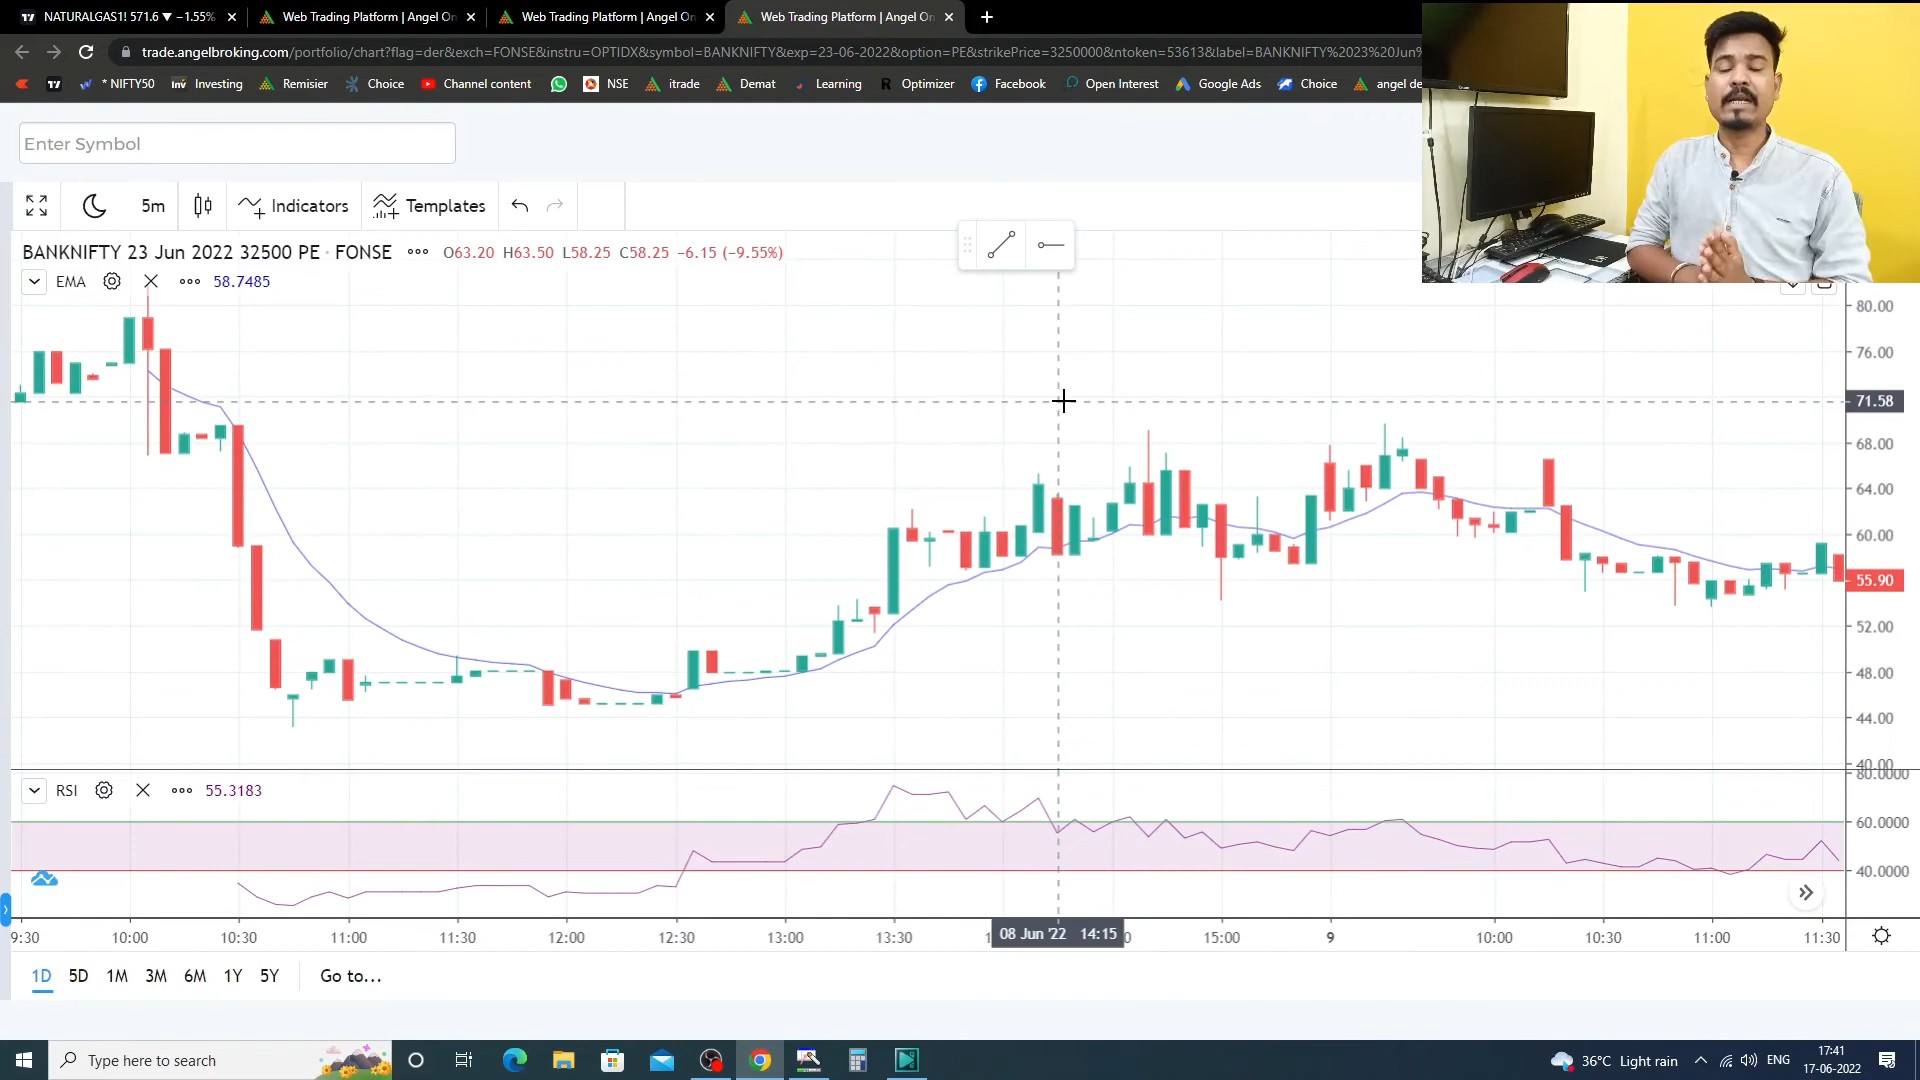 NATURALGAS1! 571.6 ▼ −1.55%
Web Trading Platform | Angel On
Web Trading Platform | Angel On
Web Trading Platform | Angel On
trade.angelbroking.com/portfolio/chart?flag=der&exch=FONSE&instru=OPTIDX&symbol=BANKNIFTY&exp=23-06-2022&option=PE&strikePrice=3250000&ntoken=53613&label=BANKNIFTY%2023%20Jun%
* NIFTY50 Inv Investing Remisier Choice Channel content NSE itrade Demat Learning R Optimizer Facebook Open Interest Google Ads Choice angel de
Enter Symbol
5m Indicators Templates
BANKNIFTY 23 Jun 2022 32500 PE · FONSE O63.20 H63.50 L58.25 C58.25 −6.15 (−9.55%)
EMA 58.7485
80.00
76.00
71.58
68.00
64.00
60.00
55.90
52.00
48.00
44.00
40.00
RSI 55.3183
80.0000
60.0000
40.0000
9:30 10:00 10:30 11:00 11:30 12:00 12:30 13:00 13:30 08 Jun '22 14:15 15:00 9 10:00 10:30 11:00 11:30
1D 5D 1M 3M 6M 1Y 5Y Go to...
Type here to search
36°C Light rain ENG
17:41
17-06-2022